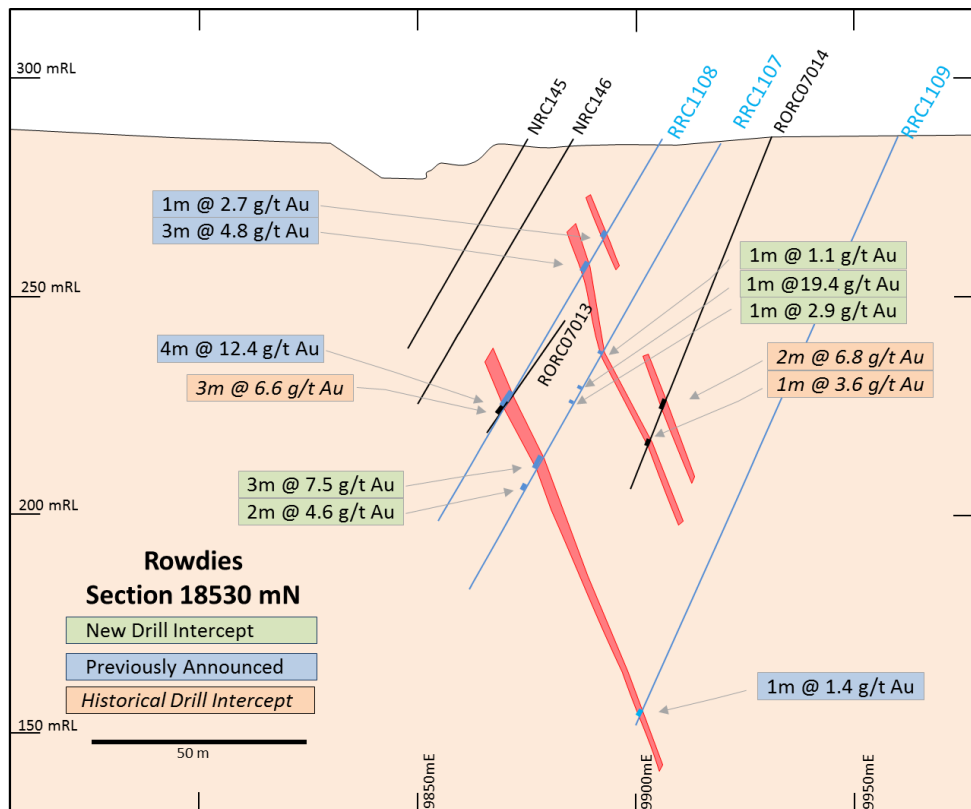 300 mRL
NRC145
NRC146
RRC1108
RRC1107
RORC07014
RRC1109
1m @ 2.7 g/t Au
3m @ 4.8 g/t Au
1m @ 1.1 g/t Au
1m @19.4 g/t Au
1m @ 2.9 g/t Au
250 mRL
RORC07013
4m @ 12.4 g/t Au
3m @ 6.6 g/t Au
2m @ 6.8 g/t Au
1m @ 3.6 g/t Au
3m @ 7.5 g/t Au
2m @ 4.6 g/t Au
200 mRL
Rowdies
Section 18530 mN
New Drill Intercept
Previously Announced
Historical Drill Intercept
1m @ 1.4 g/t Au
150 mRL
50 m
9850mE
9900mE
9950mE